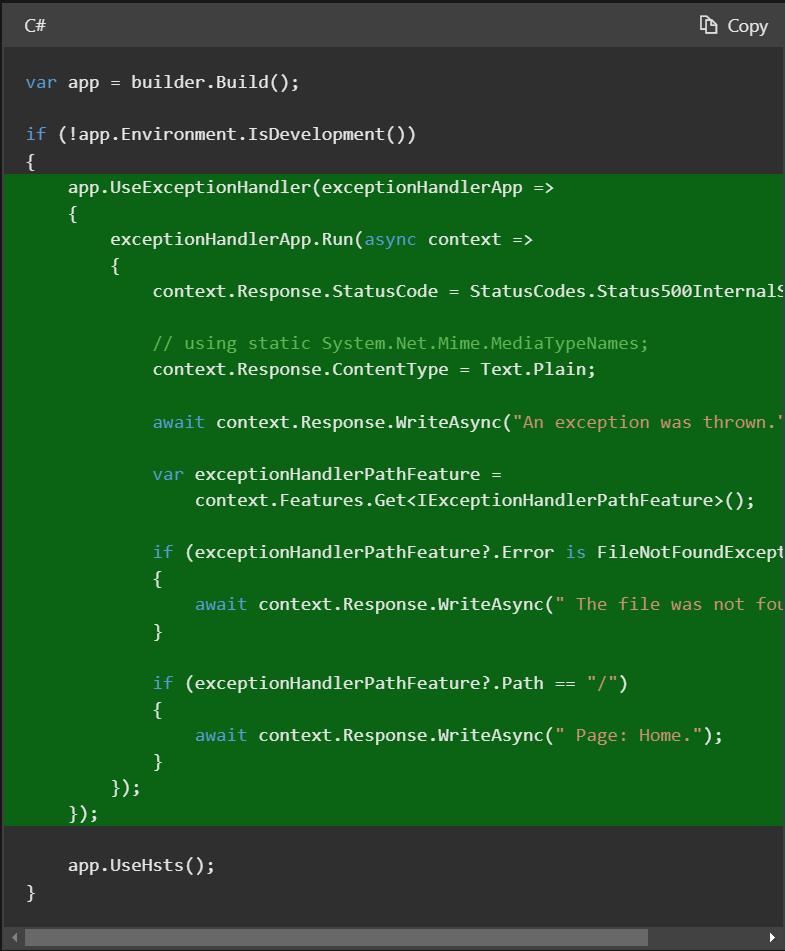 C#
Copy
var app = builder.Build();
if (!app.Environment.IsDevelopment())
{
app.UseExceptionHandler(exceptionHandlerApp =>
{
exceptionHandlerApp.Run(async context =>
{
context.Response.StatusCode = StatusCodes.Status500InternalS
// using static System.Net.Mime.MediaTypeNames;
context.Response.ContentType = Text.Plain;
await context.Response.WriteAsync("An exception was thrown."
var exceptionHandlerPathFeature =
context.Features.Get<IExceptionHandlerPathFeature>();
if (exceptionHandlerPathFeature?.Error is FileNotFoundExcept
{
await context.Response.WriteAsync(" The file was not fou
}
if (exceptionHandlerPathFeature?.Path == "/")
{
await context.Response.WriteAsync(" Page: Home.");
}
});
});
app.UseHsts();
}